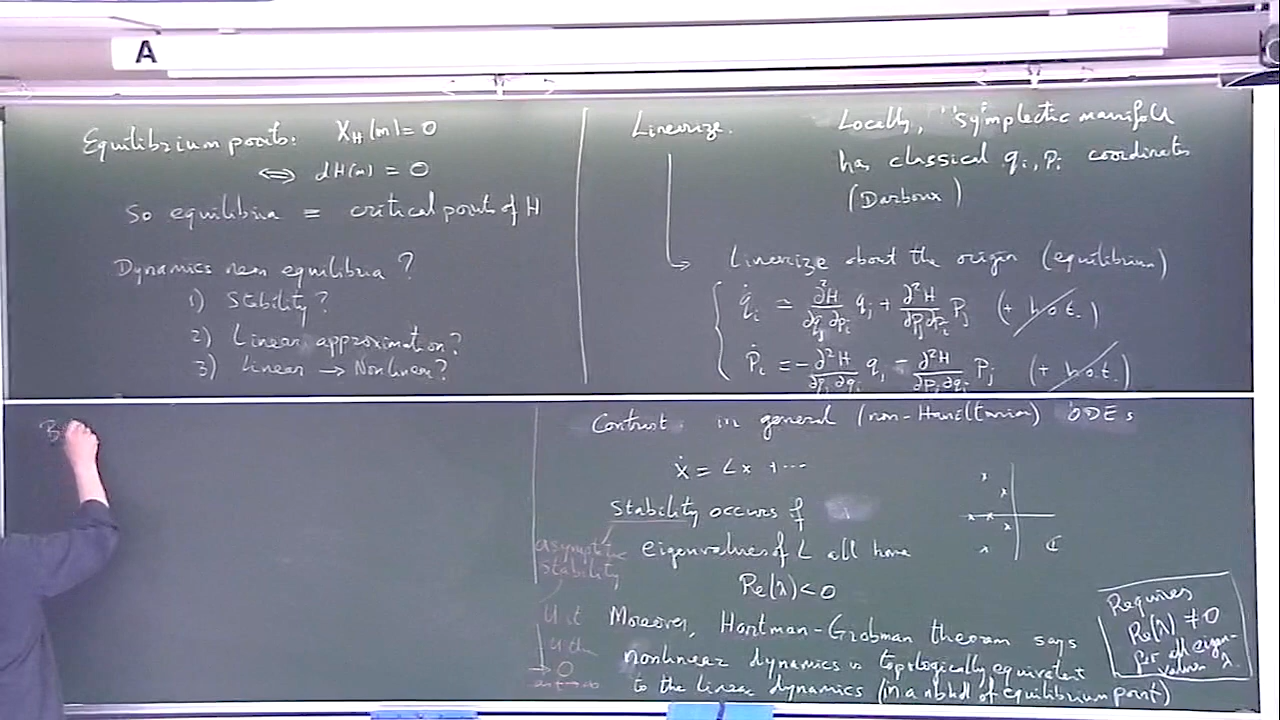 A
Equilibrium points: X_H(m) = 0
⟺ dH(m) = 0
So equilibria = critical points of H
Dynamics near equilibria?
1) Stability?
2) Linear approximation?
3) Linear → Nonlinear?
Linearize. Locally, symplectic manifold
has classical q_i, p_i coordinates
(Darboux)
Linearize about the origin (equilibrium)
q̇_i = ∂²H/∂q_j∂p_i q_j + ∂²H/∂p_j∂p_i p_j (+ h.o.t.)
ṗ_i = -∂²H/∂q_j∂q_i q_j - ∂²H/∂p_j∂q_i p_j (+ h.o.t.)
Contrast: in general (non-Hamiltonian) ODEs
ẋ = Lx + ...
Stability occurs if
eigenvalues of L all have
Re(λ) < 0
ℂ
asymptotic
stability
→ 0
as t → ∞
Moreover, Hartman-Grobman theorem says
nonlinear dynamics is topologically equivalent
to the linear dynamics (in a nbhd of equilibrium point)
Requires
Re(λ) ≠ 0
for all eigen-
values λ.